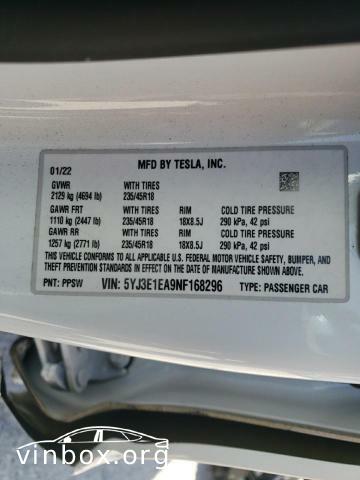 MFD BY TESLA, INC.
01/22
GVWR WITH TIRES
2129 kg (4694 lb) 235/45R18
GAWR FRT WITH TIRES RIM COLD TIRE PRESSURE
1110 kg (2447 lb) 235/45R18 18X8.5J 290 kPa, 42 psi
GAWR RR WITH TIRES RIM COLD TIRE PRESSURE
1257 kg (2771 lb) 235/45R18 18X8.5J 290 kPa, 42 psi
THIS VEHICLE CONFORMS TO ALL APPLICABLE U.S. FEDERAL MOTOR VEHICLE SAFETY, BUMPER, AND
THEFT PREVENTION STANDARDS IN EFFECT ON THE DATE OF MANUFACTURE SHOWN ABOVE.
PNT: PPSW VIN: 5YJ3E1EA9NF168296 TYPE: PASSENGER CAR
vinbox.org